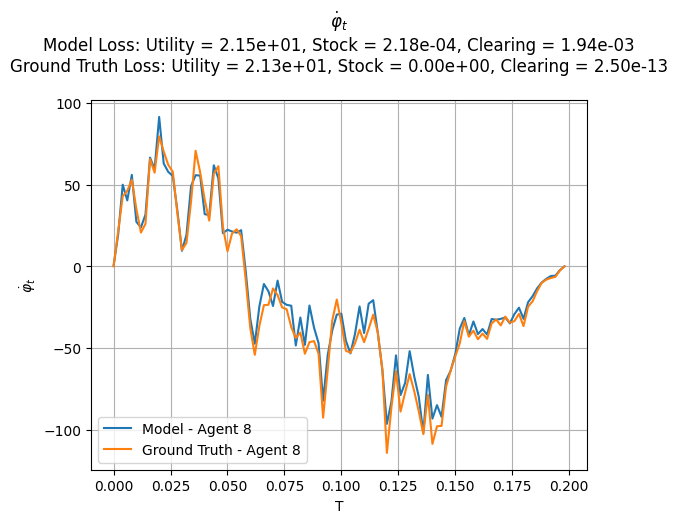 φ̇ₜ
Model Loss: Utility = 2.15e+01, Stock = 2.18e-04, Clearing = 1.94e-03
Ground Truth Loss: Utility = 2.13e+01, Stock = 0.00e+00, Clearing = 2.50e-13
φ̇ₜ
100
50
0
−50
−100
Model - Agent 8
Ground Truth - Agent 8
0.000 0.025 0.050 0.075 0.100 0.125 0.150 0.175 0.200
T